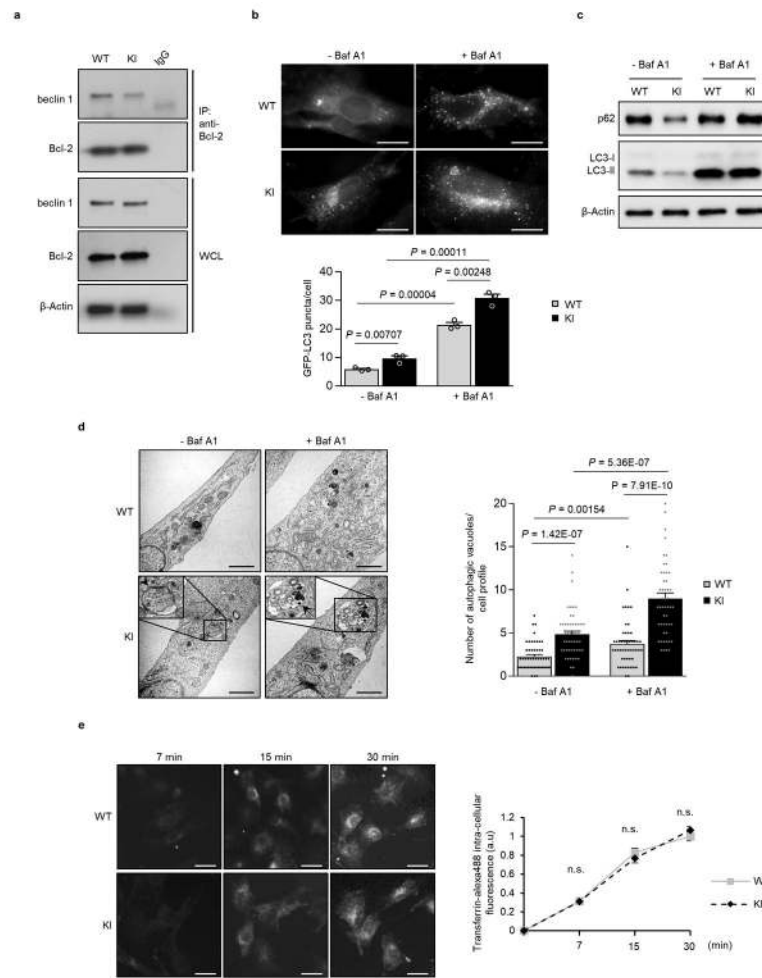 a
WT KI IgG
beclin 1
Bcl-2
IP:
anti-
Bcl-2
beclin 1
Bcl-2
β-Actin
WCL
b
- Baf A1 + Baf A1
WT
KI
P = 0.00011
P = 0.00248
P = 0.00004
P = 0.00707
GFP-LC3 puncta/cell
40
30
20
10
0
- Baf A1 + Baf A1
WT
KI
c
- Baf A1 + Baf A1
WT KI WT KI
p62
LC3-I
LC3-II
β-Actin
d
- Baf A1 + Baf A1
WT
KI
P = 5.36E-07
P = 7.91E-10
P = 0.00154
P = 1.42E-07
Number of autophagic vacuoles/
cell profile
20
15
10
5
0
- Baf A1 + Baf A1
WT
KI
e
7 min 15 min 30 min
WT
KI
Transferrin-alexa488 intra-cellular
fluorescence (a.u)
1.2
1
0.8
0.6
0.4
0.2
0
n.s.
n.s.
n.s.
7 15 30 (min)
W
KI